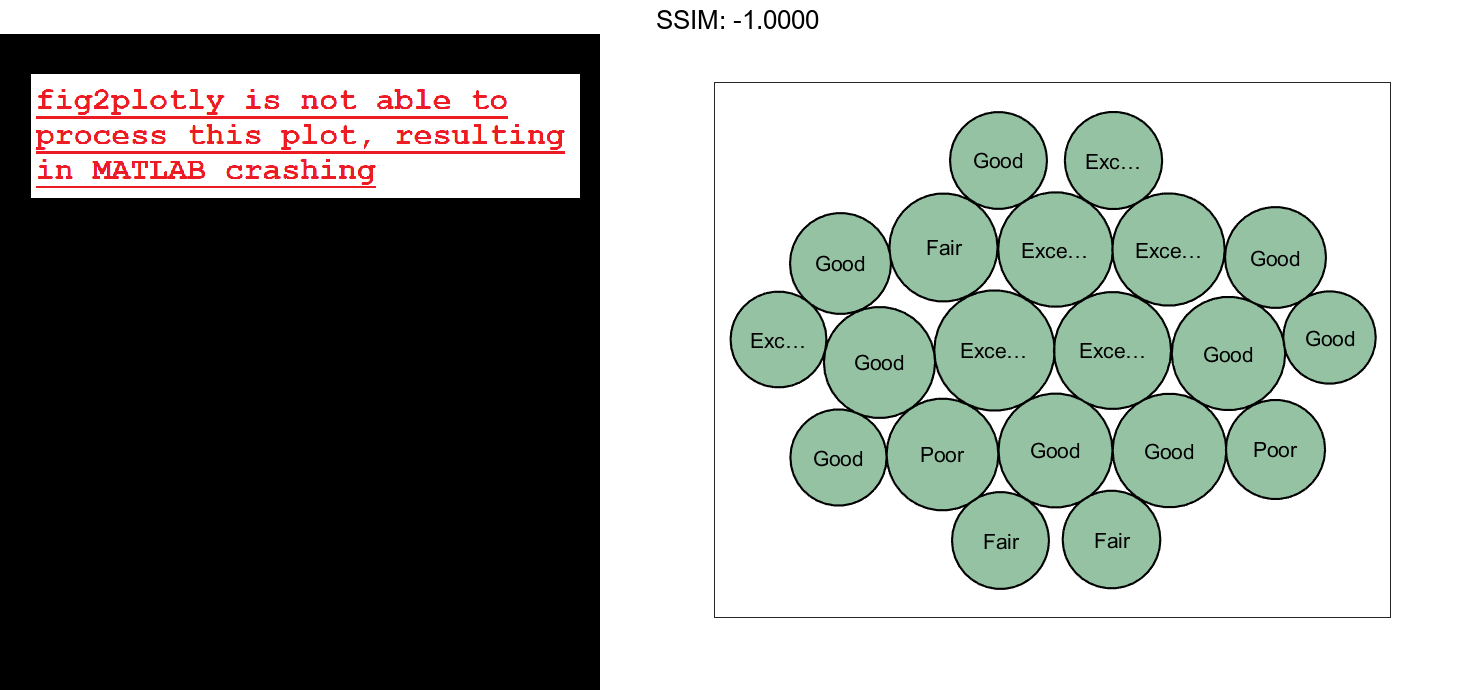 SSIM: -1.0000
fig2plotly is not able to
process this plot, resulting
in MATLAB crashing
Good
Exc...
Fair
Exce...
Exce...
Good
Good
Exc...
Good
Exce...
Exce...
Good
Good
Good
Poor
Good
Good
Poor
Fair
Fair